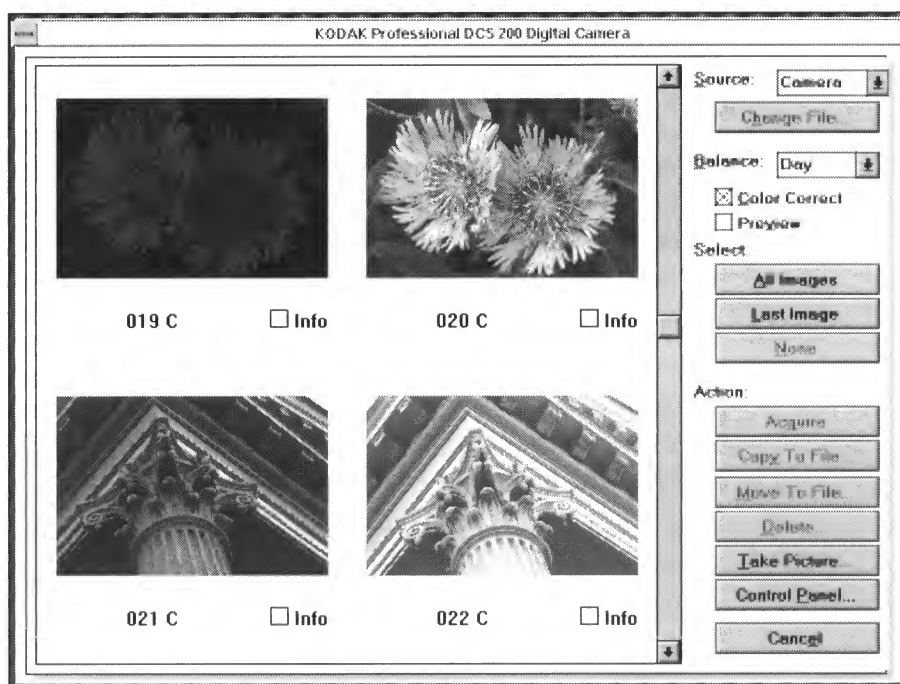 KODAK Professional DCS 200 Digital Camera
019 C Info
020 C Info
021 C Info
022 C Info
Source: Camera
Change File...
Balance: Day
Color Correct
Preview
Select:
All Images
Last Image
None
Action:
Acquire
Copy To File...
Move To File...
Delete...
Take Picture...
Control Panel...
Cancel